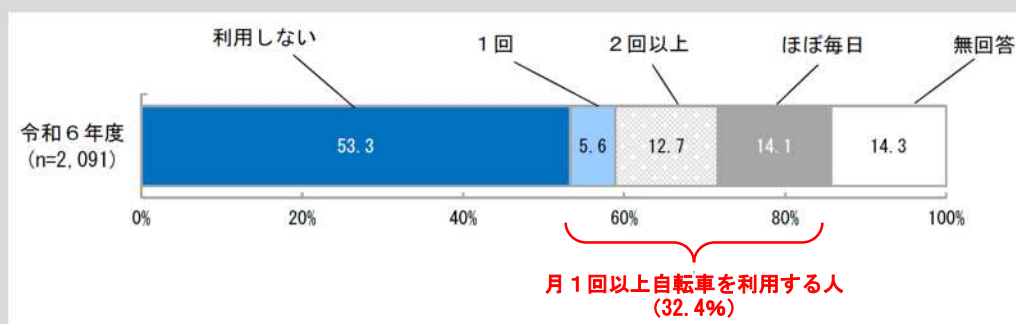 利用しない １回 ２回以上 ほぼ毎日 無回答
令和６年度
(n=2,091)
53.3 5.6 12.7 14.1 14.3
0% 20% 40% 60% 80% 100%
月１回以上自転車を利用する人
(32.4%)